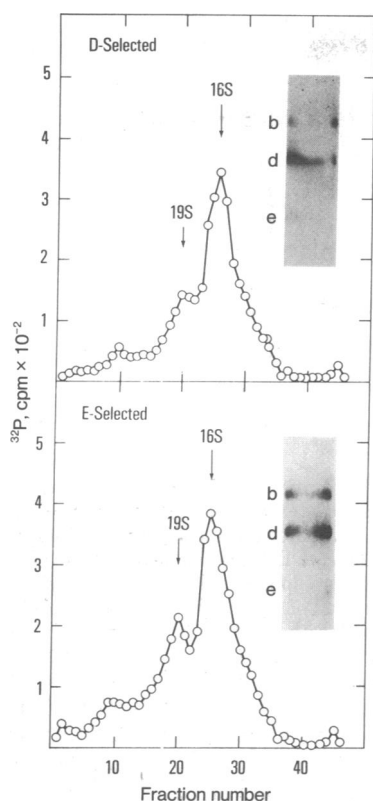 D-Selected
16S
19S
5
4
3
2
1
b
d
e
E-Selected
16S
19S
5
4
3
2
1
b
d
e
³²P, cpm × 10⁻²
10 20 30 40
Fraction number